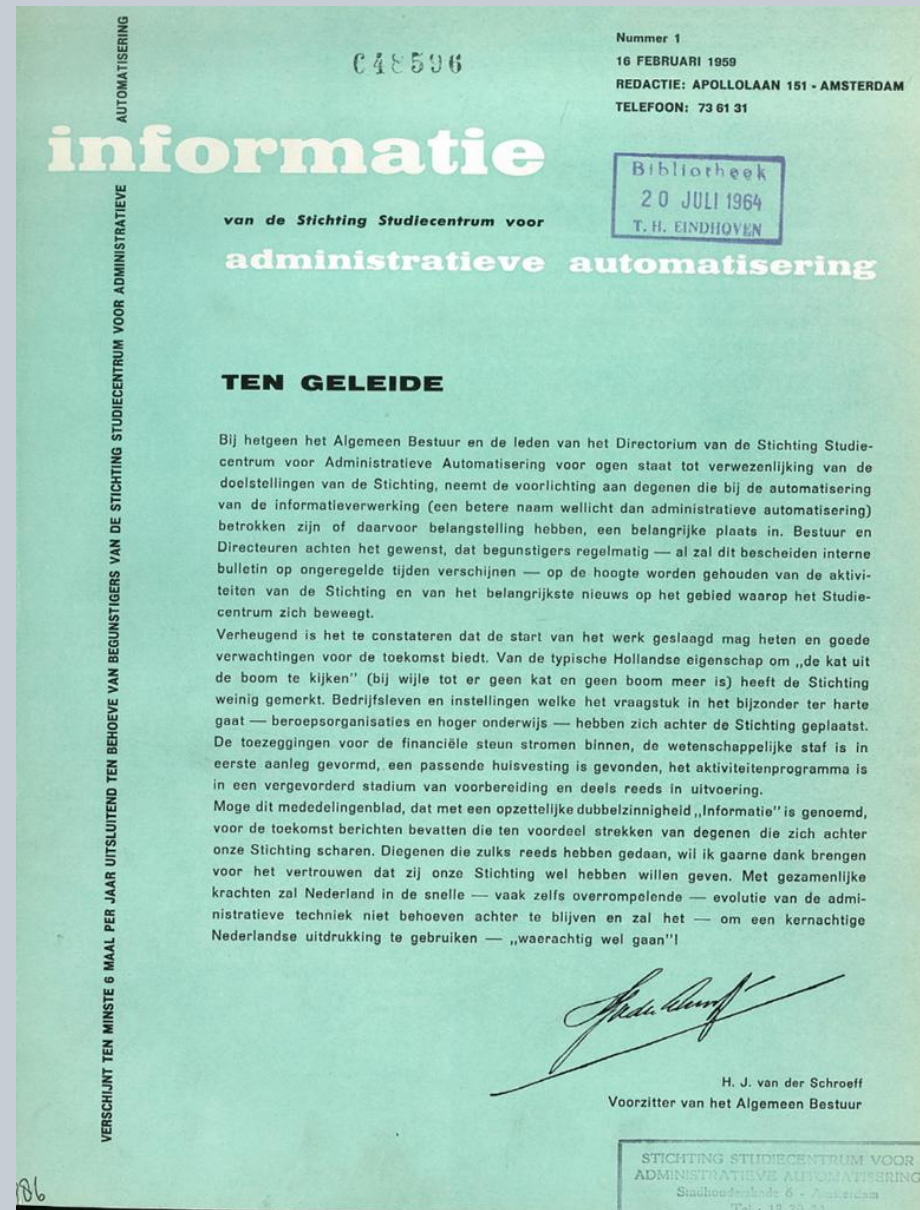 Nummer 1
16 FEBRUARI 1959
REDACTIE: APOLLOLAAN 151 - AMSTERDAM
TELEFOON: 73 61 31
C48596
informatie
Bibliotheek
20 JULI 1964
T. H. EINDHOVEN
van de Stichting Studiecentrum voor
administratieve automatisering
VERSCHIJNT TEN MINSTE 6 MAAL PER JAAR UITSLUITEND TEN BEHOEVE VAN BEGUNSTIGERS VAN DE STICHTING STUDIECENTRUM VOOR ADMINISTRATIEVE AUTOMATISERING
TEN GELEIDE
Bij hetgeen het Algemeen Bestuur en de leden van het Directorium van de Stichting Studie-
centrum voor Administratieve Automatisering voor ogen staat tot verwezenlijking van de
doelstellingen van de Stichting, neemt de voorlichting aan degenen die bij de automatisering
van de informatieverwerking (een betere naam wellicht dan administratieve automatisering)
betrokken zijn of daarvoor belangstelling hebben, een belangrijke plaats in. Bestuur en
Directeuren achten het gewenst, dat begunstigers regelmatig — al zal dit bescheiden interne
bulletin op ongeregelde tijden verschijnen — op de hoogte worden gehouden van de aktivi-
teiten van de Stichting en van het belangrijkste nieuws op het gebied waarop het Studie-
centrum zich beweegt.
Verheugend is het te constateren dat de start van het werk geslaagd mag heten en goede
verwachtingen voor de toekomst biedt. Van de typische Hollandse eigenschap om „de kat uit
de boom te kijken" (bij wijle tot er geen kat en geen boom meer is) heeft de Stichting
weinig gemerkt. Bedrijfsleven en instellingen welke het vraagstuk in het bijzonder ter harte
gaat — beroepsorganisaties en hoger onderwijs — hebben zich achter de Stichting geplaatst.
De toezeggingen voor de financiële steun stromen binnen, de wetenschappelijke staf is in
eerste aanleg gevormd, een passende huisvesting is gevonden, het aktiviteitenprogramma is
in een vergevorderd stadium van voorbereiding en deels reeds in uitvoering.
Moge dit mededelingenblad, dat met een opzettelijke dubbelzinnigheid „Informatie" is genoemd,
voor de toekomst berichten bevatten die ten voordeel strekken van degenen die zich achter
onze Stichting scharen. Diegenen die zulks reeds hebben gedaan, wil ik gaarne dank brengen
voor het vertrouwen dat zij onze Stichting wel hebben willen geven. Met gezamenlijke
krachten zal Nederland in de snelle — vaak zelfs overrompelende — evolutie van de admi-
nistratieve techniek niet behoeven achter te blijven en zal het — om een kernachtige
Nederlandse uitdrukking te gebruiken — „waerachtig wel gaan"!
H. J. van der Schroeff
Voorzitter van het Algemeen Bestuur
STICHTING STUDIECENTRUM VOOR
ADMINISTRATIEVE AUTOMATISERING
Stadhouderskade 6 - Amsterdam